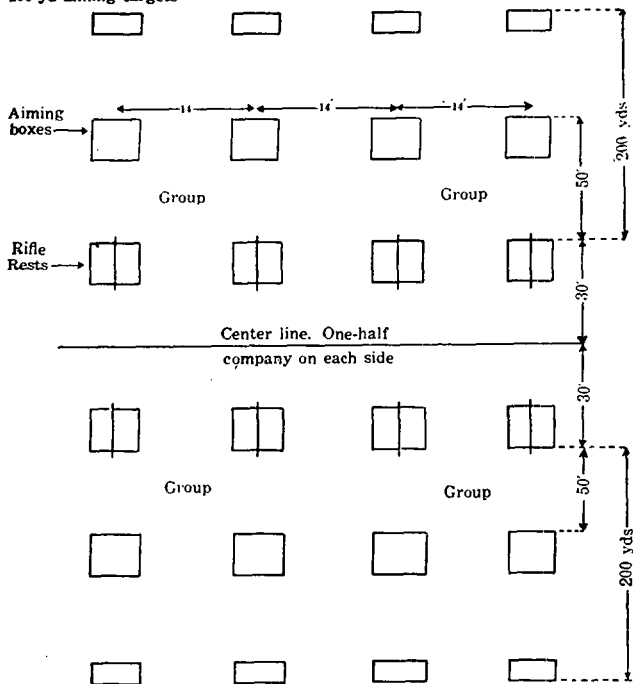 Aiming
boxes
14
14'
14'
200 yds
50'
Group
Group
Rifle
Rests
30'
Center line. One-half
company on each side
30'
Group
Group
50'
200 yds